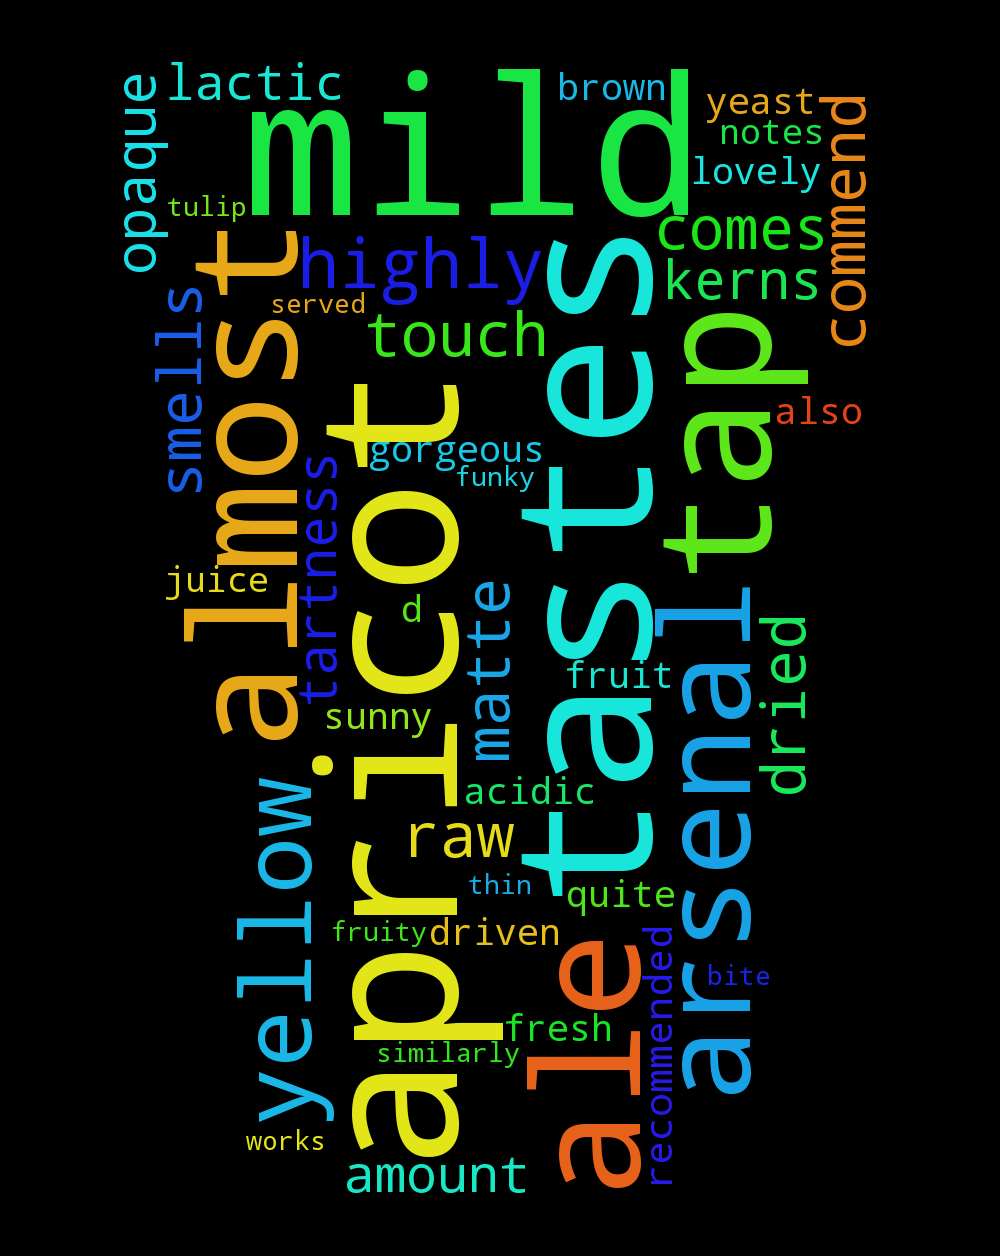 lactic
mild
brown
yeast
notes
lovely
commend
opaque
tulip
comes
highly
kerns
served
touch
smells
almost
tastes
tap
also
gorgeous
funky
tartness
apricot
juice
d
matte
fruit
arsenal
dried
sunny
yellow
acidic
raw
thin
quite
fruity
driven
ale
recommended
bite
fresh
similarly
works
amount